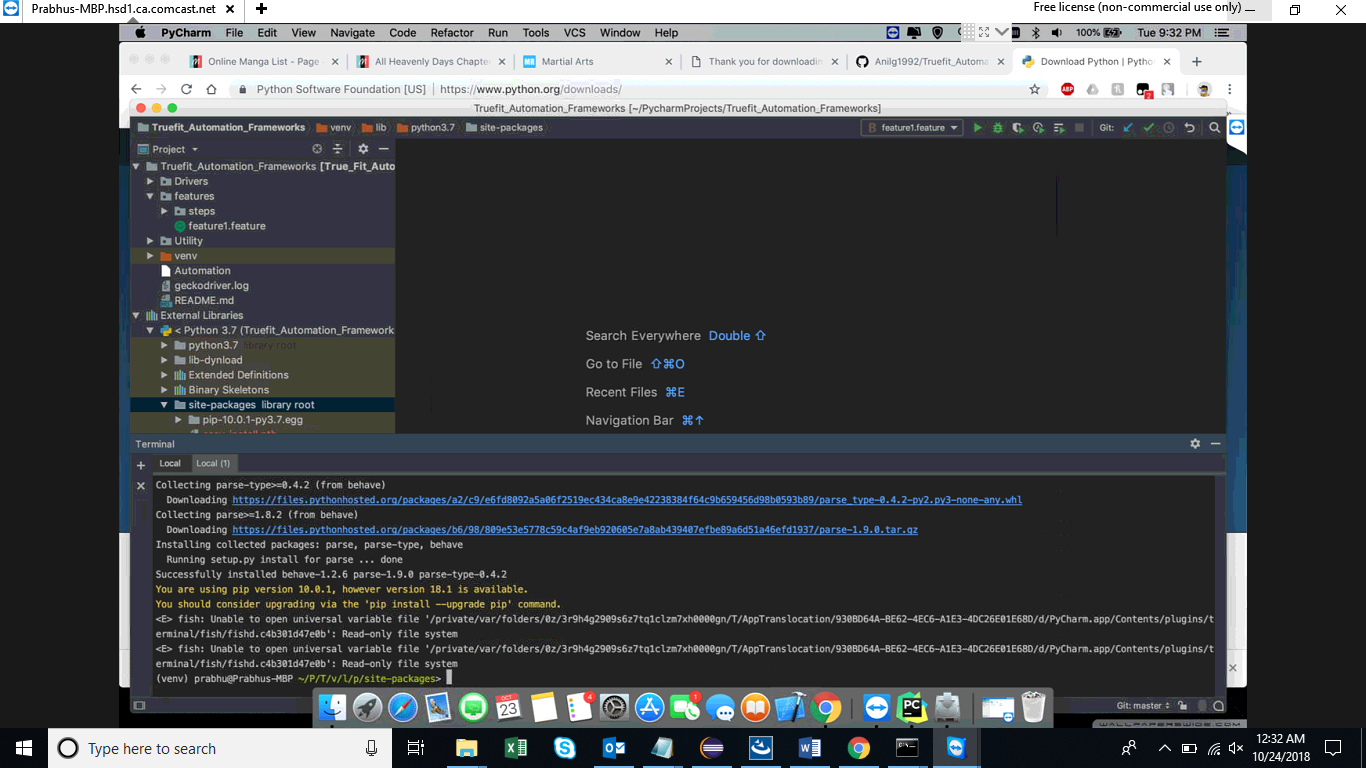 Prabhus-MBP.hsd1.ca.comcast.net
Free license (non-commercial use only)
PyCharm File Edit View Navigate Code Refactor Run Tools VCS Window Help
100% Tue 9:32 PM
Online Manga List - Page
All Heavenly Days Chapte
Martial Arts
Thank you for downloadin
Anilg1992/Truefit_Automa
Download Python | Pytho
Python Software Foundation [US] | https://www.python.org/downloads/
ABP
2
Truefit_Automation_Frameworks [~/PycharmProjects/Truefit_Automation_Frameworks]
Truefit_Automation_Frameworks venv lib python3.7 site-packages
feature1.feature
Git:
Project
Truefit_Automation_Frameworks [True_Fit_Auto
Drivers
features
steps
feature1.feature
Utility
venv
Automation
geckodriver.log
README.md
External Libraries
< Python 3.7 (Truefit_Automation_Framework
python3.7 library root
lib-dynload
Extended Definitions
Binary Skeletons
site-packages library root
pip-10.0.1-py3.7.egg
Search Everywhere Double ⇧
Go to File ⇧⌘O
Recent Files ⌘E
Navigation Bar ⌘↑
Terminal
Local
Local (1)
Collecting parse-type>=0.4.2 (from behave)
Downloading https://files.pythonhosted.org/packages/a2/c9/e6fd8092a5a06f2519ec434ca8e9e42238384f64c9b659456d98b0593b89/parse_type-0.4.2-py2.py3-none-any.whl
Collecting parse>=1.8.2 (from behave)
Downloading https://files.pythonhosted.org/packages/b6/98/809e53e5778c59c4af9eb920605e7a8ab439407efbe89a6d51a46efd1937/parse-1.9.0.tar.gz
Installing collected packages: parse, parse-type, behave
Running setup.py install for parse ... done
Successfully installed behave-1.2.6 parse-1.9.0 parse-type-0.4.2
You are using pip version 10.0.1, however version 18.1 is available.
You should consider upgrading via the 'pip install --upgrade pip' command.
<E> fish: Unable to open universal variable file '/private/var/folders/0z/3r9h4g2909s6z7tq1clzm7xh0000gn/T/AppTranslocation/930BD64A-BE62-4EC6-A1E3-4DC26E01E68D/d/PyCharm.app/Contents/plugins/t
erminal/fish/fishd.c4b301d47e0b': Read-only file system
<E> fish: Unable to open universal variable file '/private/var/folders/0z/3r9h4g2909s6z7tq1clzm7xh0000gn/T/AppTranslocation/930BD64A-BE62-4EC6-A1E3-4DC26E01E68D/d/PyCharm.app/Contents/plugins/t
erminal/fish/fishd.c4b301d47e0b': Read-only file system
(venv) prabhu@Prabhus-MBP ~/P/T/v/l/p/site-packages>
OCT
23
4
1
PC
Git: master
Type here to search
12:32 AM
10/24/2018